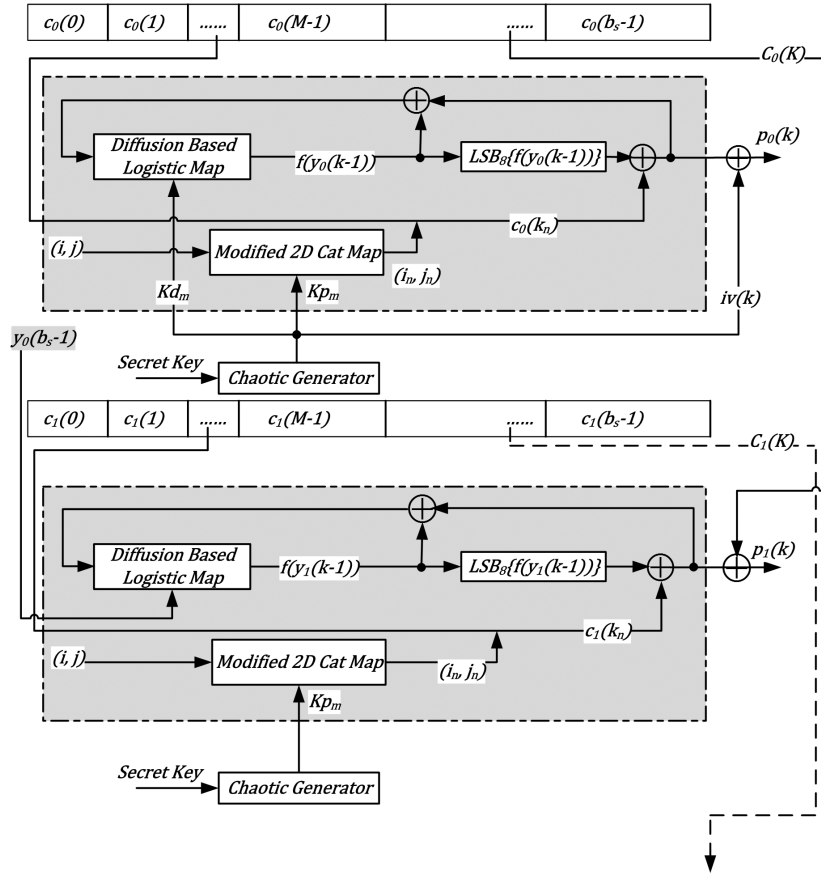 c0(0) c0(1) ...... c0(M-1) ...... c0(bs-1)
C0(K)
p0(k)
Diffusion Based
Logistic Map
f(y0(k-1))
LSB8{f(y0(k-1))}
c0(kn)
(i, j)
Modified 2D Cat Map
(in, jn)
Kdm
Kpm
iv(k)
y0(bs-1)
Secret Key
Chaotic Generator
c1(0) c1(1) ...... c1(M-1) ...... c1(bs-1)
C1(K)
p1(k)
Diffusion Based
Logistic Map
f(y1(k-1))
LSB8{f(y1(k-1))}
c1(kn)
(i, j)
Modified 2D Cat Map
(in, jn)
Kpm
Secret Key
Chaotic Generator